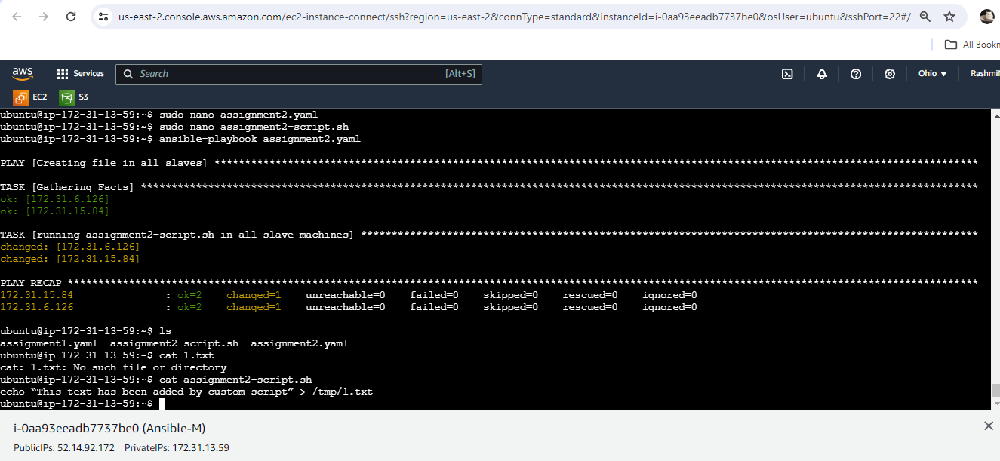 us-east-2.console.aws.amazon.com/ec2-instance-connect/ssh?region=us-east-2&connType=standard&instanceId=i-0aa93eeadb7737be0&osUser=ubuntu&sshPort=22#/
All Bookm
aws Services Search [Alt+S] Ohio RashmiM
EC2 S3
ubuntu@ip-172-31-13-59:~$ sudo nano assignment2.yaml
ubuntu@ip-172-31-13-59:~$ sudo nano assignment2-script.sh
ubuntu@ip-172-31-13-59:~$ ansible-playbook assignment2.yaml
PLAY [Creating file in all slaves] *****************************************************************************************************************************
TASK [Gathering Facts] *****************************************************************************************************************************************
ok: [172.31.6.126]
ok: [172.31.15.84]
TASK [running assignment2-script.sh in all slave machines] *****************************************************************************************************
changed: [172.31.6.126]
changed: [172.31.15.84]
PLAY RECAP *****************************************************************************************************************************************************
172.31.15.84 : ok=2 changed=1 unreachable=0 failed=0 skipped=0 rescued=0 ignored=0
172.31.6.126 : ok=2 changed=1 unreachable=0 failed=0 skipped=0 rescued=0 ignored=0
ubuntu@ip-172-31-13-59:~$ ls
assignment1.yaml assignment2-script.sh assignment2.yaml
ubuntu@ip-172-31-13-59:~$ cat 1.txt
cat: 1.txt: No such file or directory
ubuntu@ip-172-31-13-59:~$ cat assignment2-script.sh
echo “This text has been added by custom script” > /tmp/1.txt
ubuntu@ip-172-31-13-59:~$
i-0aa93eeadb7737be0 (Ansible-M)
PublicIPs: 52.14.92.172 PrivateIPs: 172.31.13.59